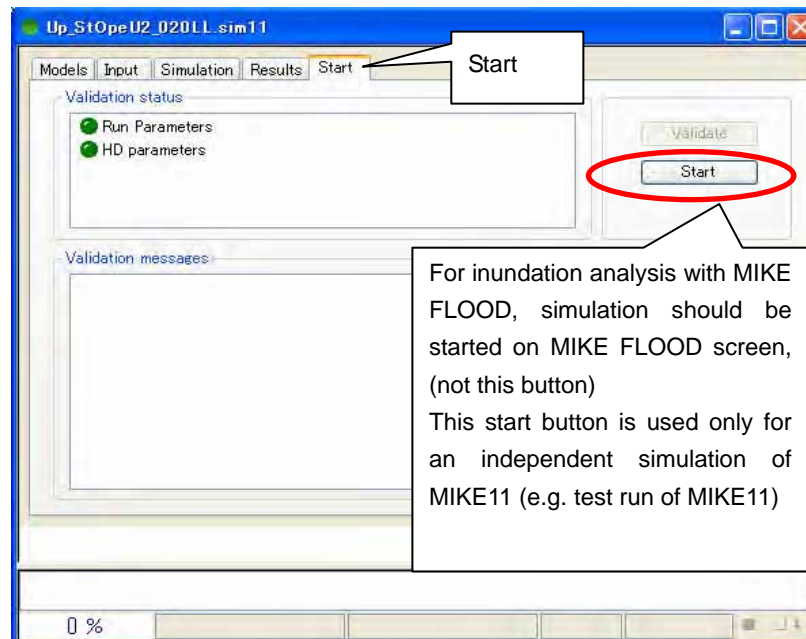 Up_StOpeU2_020LL.sim11
Models Input Simulation Results Start
Start
Validation status
Run Parameters
HD parameters
Validate
Start
Validation messages
For inundation analysis with MIKE
FLOOD, simulation should be
started on MIKE FLOOD screen,
(not this button)
This start button is used only for
an independent simulation of
MIKE11 (e.g. test run of MIKE11)
0 %